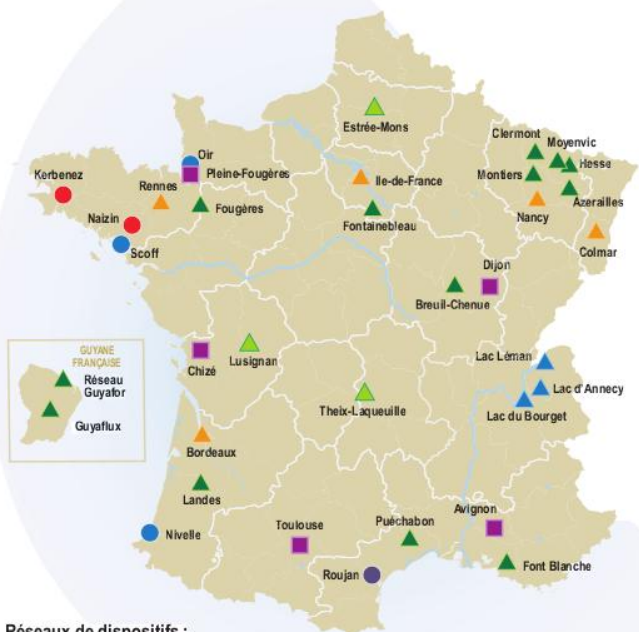 Estrée-Mons
Clermont
Moyenvic
Hesse
Montiers
Azerailles
Nancy
Colmar
Oir
Pleine-Fougères
Kerbenez
Rennes
Fougères
Naizin
Scoff
Ile-de-France
Fontainebleau
Dijon
Breuil-Chenue
Chizé
Lusignan
Lac Léman
Lac d'Annecy
Lac du Bourget
Theix-Laqueuille
GUYANE
FRANÇAISE
Réseau
Guyafor
Guyaflux
Bordeaux
Landes
Nivelle
Toulouse
Puéchabon
Avignon
Roujan
Font Blanche
Réseaux de dispositifs :